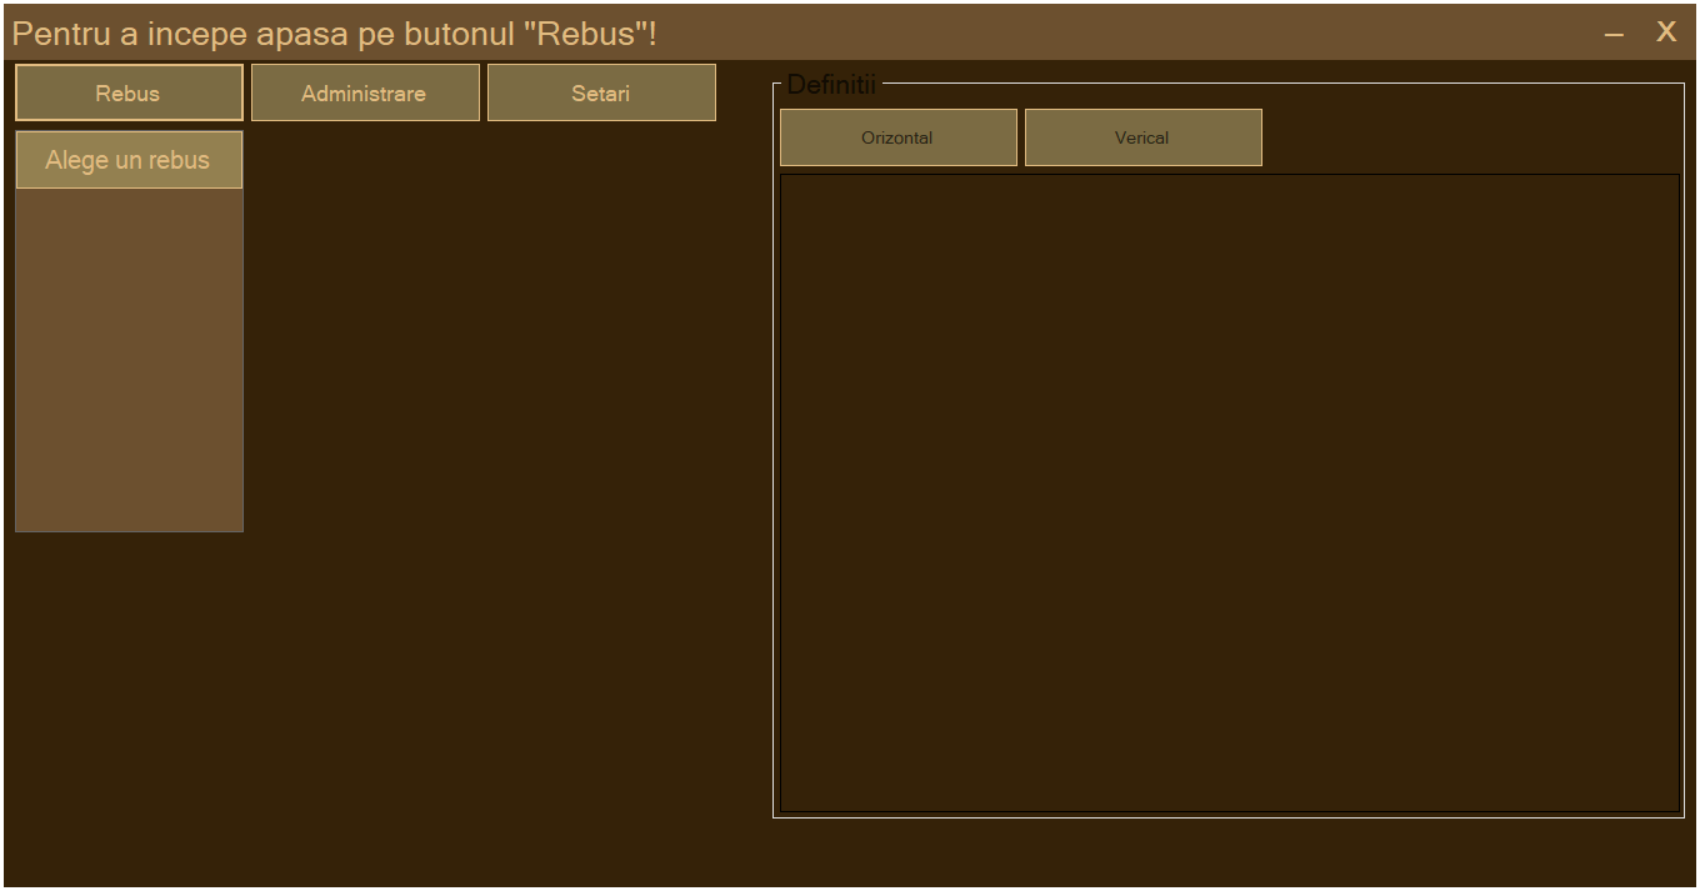 Pentru a incepe apasa pe butonul "Rebus"!
– X
Rebus
Administrare
Setari
Alege un rebus
Definitii
Orizontal
Verical